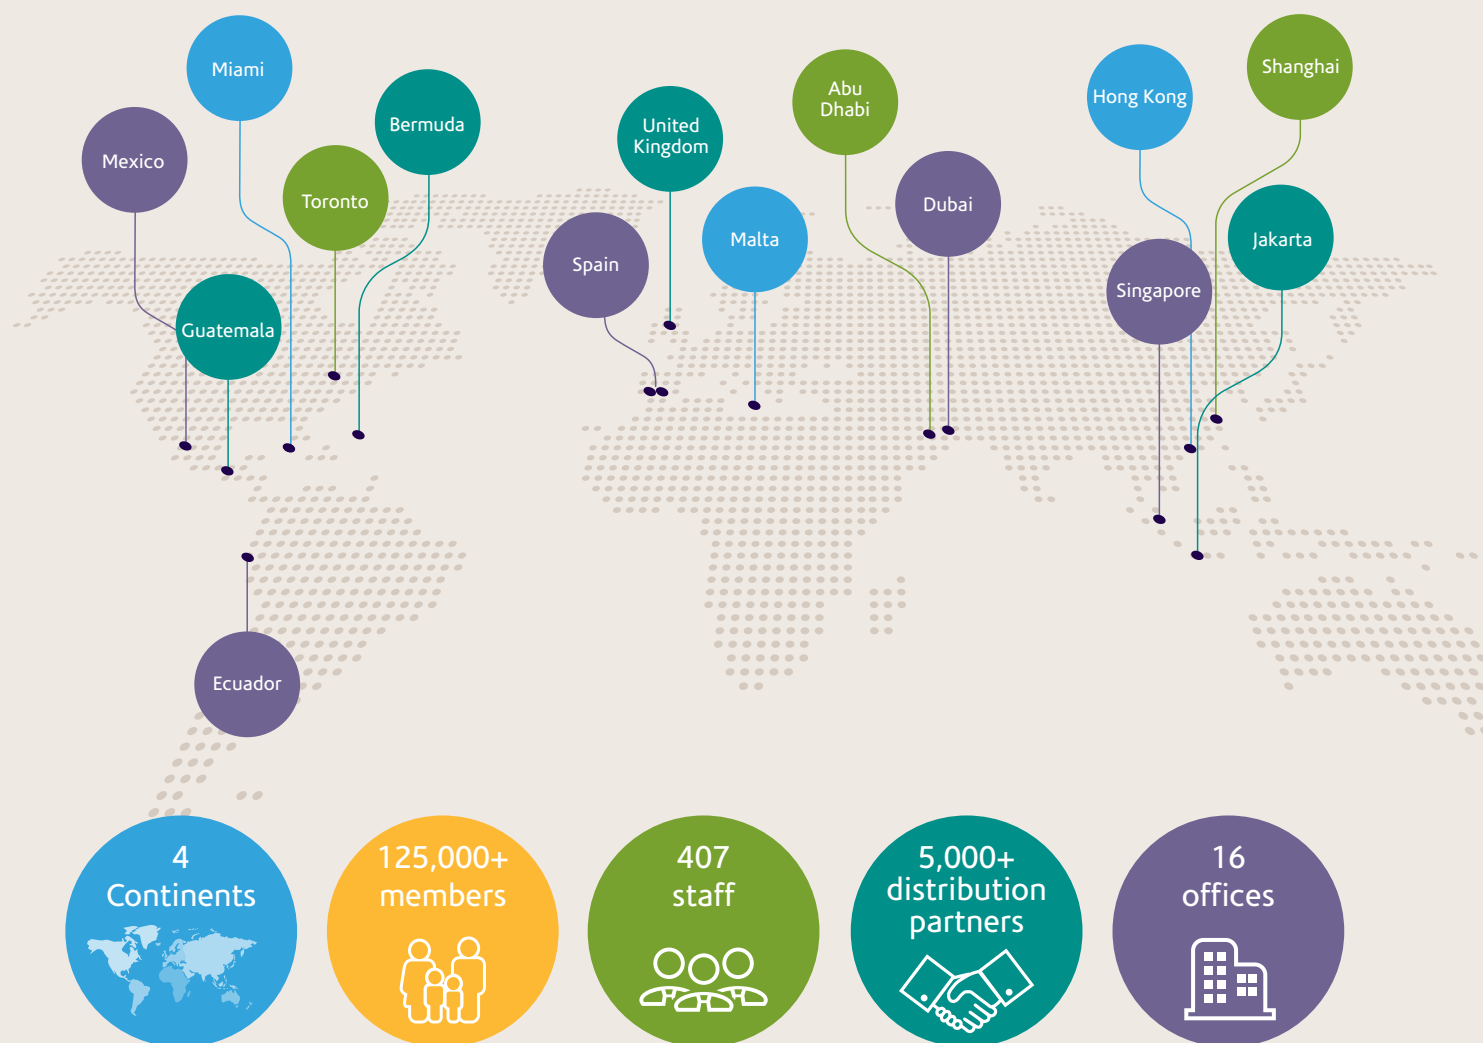 Miami
Mexico
Toronto
Bermuda
Guatemala
United
Kingdom
Spain
Malta
Abu
Dhabi
Dubai
Hong Kong
Shanghai
Singapore
Jakarta
Ecuador
4
Continents
125,000+
members
407
staff
5,000+
distribution
partners
16
offices